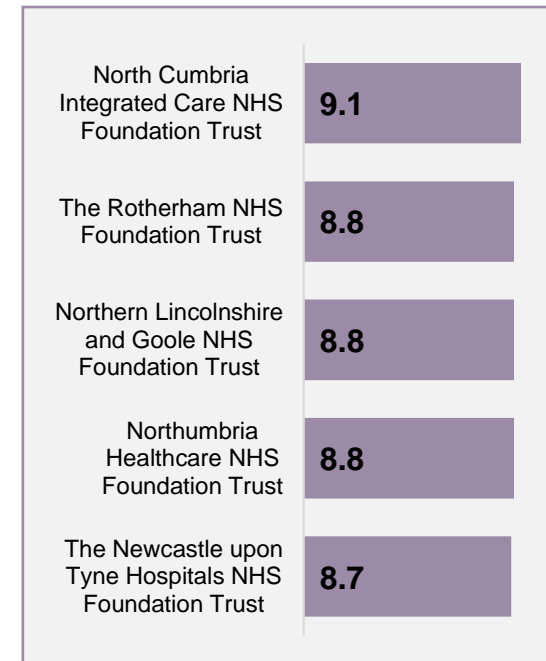 North Cumbria
Integrated Care NHS
Foundation Trust
9.1
The Rotherham NHS
Foundation Trust
8.8
Northern Lincolnshire
and Goole NHS
Foundation Trust
8.8
Northumbria
Healthcare NHS
Foundation Trust
8.8
The Newcastle upon
Tyne Hospitals NHS
Foundation Trust
8.7